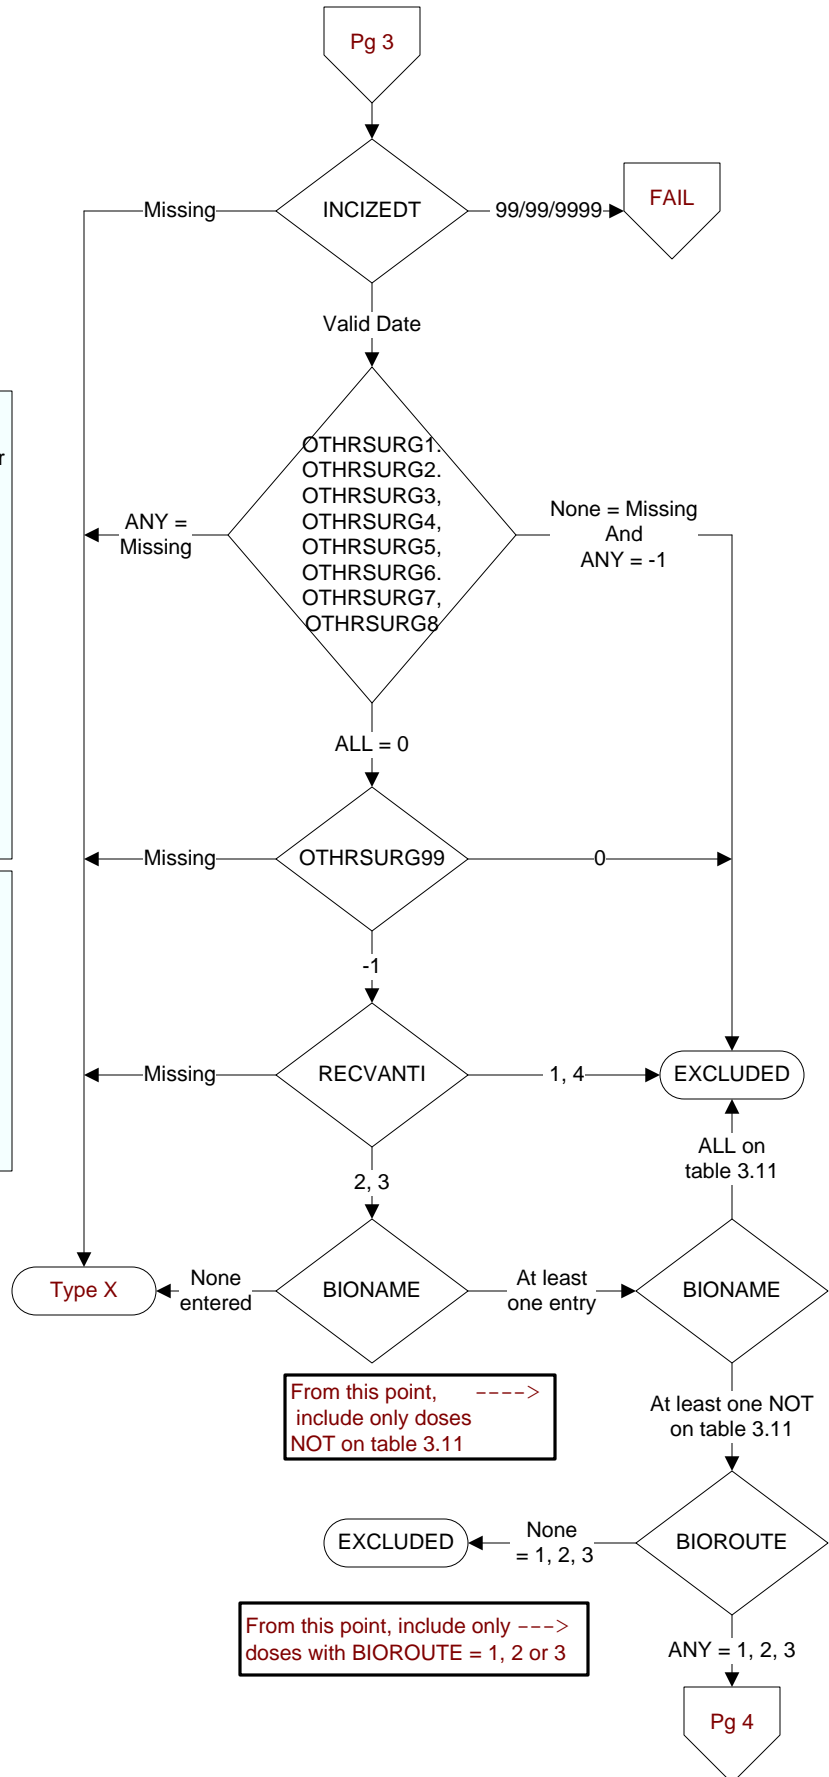 Pg 3
Missing
INCIZEDT
99/99/9999
FAIL
Valid Date
r
OTHRSURG1.
OTHRSURG2.
OTHRSURG3,
OTHRSURG4,
OTHRSURG5,
OTHRSURG6.
OTHRSURG7,
OTHRSURG8
ANY =
Missing
None = Missing
And
ANY = -1
ALL = 0
Missing
OTHRSURG99
0
-1
Missing
RECVANTI
1, 4
EXCLUDED
ALL on
table 3.11
2, 3
Type X
None
entered
BIONAME
At least
one entry
BIONAME
From this point, ---->
include only doses
NOT on table 3.11
At least one NOT
on table 3.11
EXCLUDED
None
= 1, 2, 3
BIOROUTE
From this point, include only --->
doses with BIOROUTE = 1, 2 or 3
ANY = 1, 2, 3
Pg 4